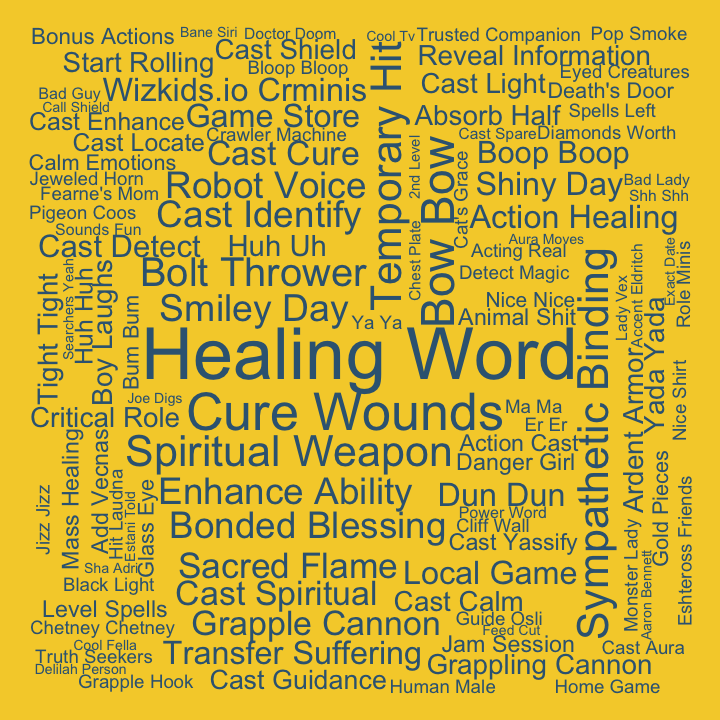 Bonus Actions
Bane Siri
Doctor Doom
Cool Tv
Trusted Companion
Pop Smoke
Start Rolling
Cast Shield
Reveal Information
Bloop Bloop
Eyed Creatures
Bad Guy
Wizkids.io Crminis
Cast Light
Death's Door
Call Shield
Game Store
Absorb Half
Spells Left
Cast Enhance
Crawler Machine
Cast Spare
Diamonds Worth
Cast Locate
Cast Cure
Temporary Hit
2nd Level
Bow Bow
Cat's Grace
Boop Boop
Calm Emotions
Jeweled Horn
Robot Voice
Shiny Day
Bad Lady
Fearne's Mom
Shh Shh
Pigeon Coos
Cast Identify
Action Healing
Sounds Fun
Cast Detect
Huh Uh
Chest Plate
Aura Moyes
Acting Real
Exact Date
Role Minis
Bolt Thrower
Detect Magic
Accent Eldritch
Lady Vex
Tight Tight
Searchers Yeah
Huh Huh
Boy Laughs
Bum Bum
Smiley Day
Ya Ya
Nice Nice
Animal Shit
Sympathetic Binding
Yada Yada
Healing Word
Nice Shirt
Joe Digs
Critical Role
Cure Wounds
Ma Ma
Er Er
Ardent Armor
Spiritual Weapon
Action Cast
Danger Girl
Mass Healing
Add Vecnas
Hit Laudna
Estani Told
Glass Eye
Enhance Ability
Dun Dun
Gold Pieces
Jizz Jizz
Bonded Blessing
Power Word
Cliff Wall
Cast Yassify
Eshteross Friends
Monster Lady
Aaron Bennett
Sha Adri
Black Light
Sacred Flame
Local Game
Cast Spiritual
Cast Calm
Level Spells
Chetney Chetney
Grapple Cannon
Guide Osli
Feed Cut
Cool Fella
Truth Seekers
Transfer Suffering
Jam Session
Cast Aura
Delilah Person
Grappling Cannon
Grapple Hook
Cast Guidance
Human Male
Home Game